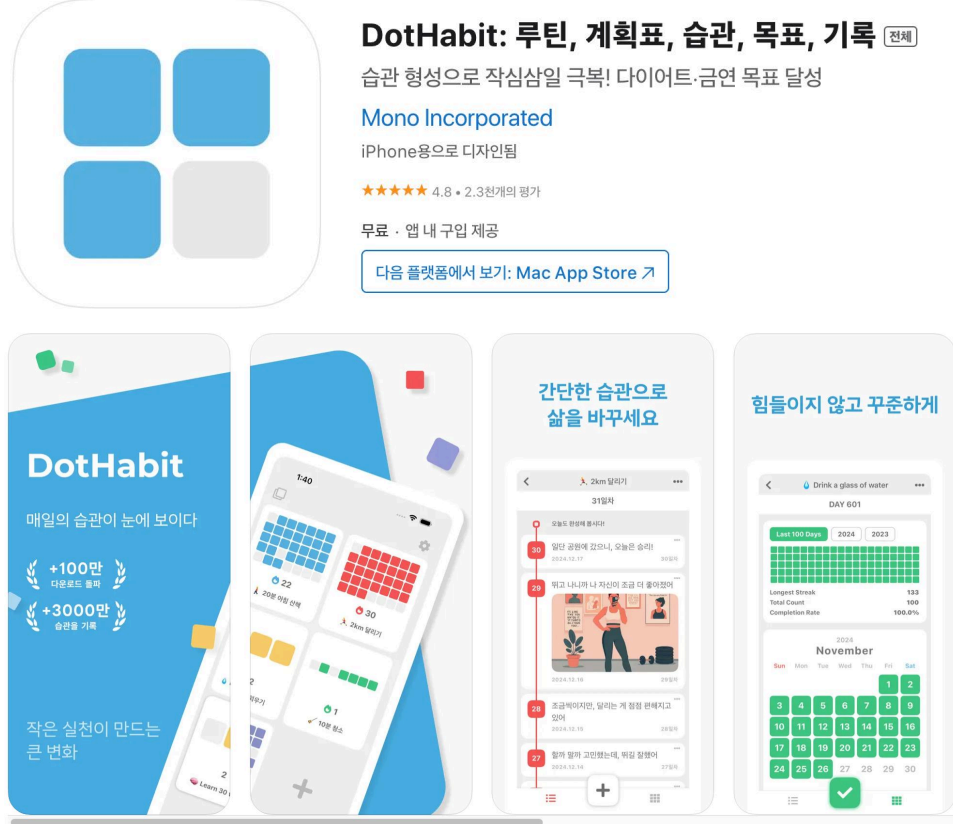 DotHabit: 루틴, 계획표, 습관, 목표, 기록 전체
습관 형성으로 작심삼일 극복! 다이어트·금연 목표 달성
Mono Incorporated
iPhone용으로 디자인됨
★★★★★ 4.8 • 2.3천개의 평가
무료 · 앱 내 구입 제공
다음 플랫폼에서 보기: Mac App Store ↗
DotHabit
매일의 습관이 눈에 보이다
+100만
다운로드 돌파
+3000만
습관을 기록
작은 실천이 만드는
큰 변화
1:40
22
20분 아침 산책
30
2km 달리기
1
10분 청소
2
Learn 30
간단한 습관으로
삶을 바꾸세요
2km 달리기
31일차
오늘도 완성해 봅시다!
30
일단 공원에 갔으니, 오늘은 승리!
2024.12.17
30일차
29
뛰고 나니까 나 자신이 조금 더 좋아졌어
2024.12.16
29일차
28
조금씩이지만, 달리는 게 점점 편해지고
있어
2024.12.15
28일차
27
할까 말까 고민했는데, 뛰길 잘했어
2024.12.14
27일차
힘들이지 않고 꾸준하게
Drink a glass of water
DAY 601
Last 100 Days 2024 2023
Longest Streak 133
Total Count 100
Completion Rate 100.0%
2024
November
Sun Mon Tue Wed Thu Fri Sat
1 2
3 4 5 6 7 8 9
10 11 12 13 14 15 16
17 18 19 20 21 22 23
24 25 26 27 28 29 30